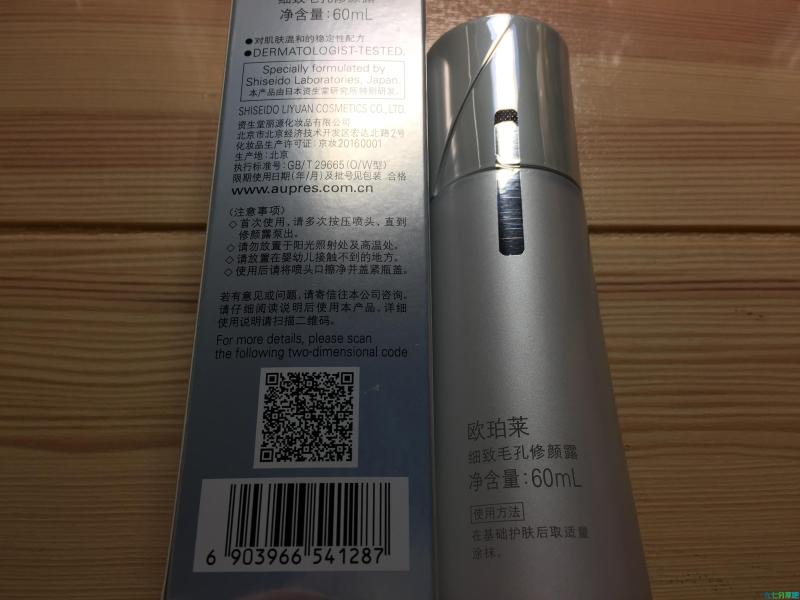 细致毛孔修颜露
净含量:60mL
●对肌肤温和的稳定性配方
●DERMATOLOGIST-TESTED.
Specially formulated by
Shiseido Laboratories, Japan.
本产品由日本资生堂研究所特别研发。
SHISEIDO LIYUAN COSMETICS CO., LTD.
资生堂丽源化妆品有限公司
北京市北京经济技术开发区宏达北路2号
化妆品生产许可证:京妆20160001
生产地:北京
执行标准号:GB/T 29665(O/W型)
限期使用日期(年/月)及批号见包装 合格
www.aupres.com.cn
〈注意事项〉
◇首次使用,请多次按压喷头、直到
修颜露泵出。
◇请勿放置于阳光照射处及高温处。
◇请放置在婴幼儿接触不到的地方。
◇使用后请将喷头口擦净并盖紧瓶盖。
若有意见或问题,请寄信往本公司咨询。
请仔细阅读说明后使用本产品。详细
使用说明请扫描二维码。
For more details, please scan
the following two-dimensional code
6 903966 541287
欧珀莱
细致毛孔修颜露
净含量:60mL
使用方法
在基础护肤后取适量
涂抹。
九七分享吧